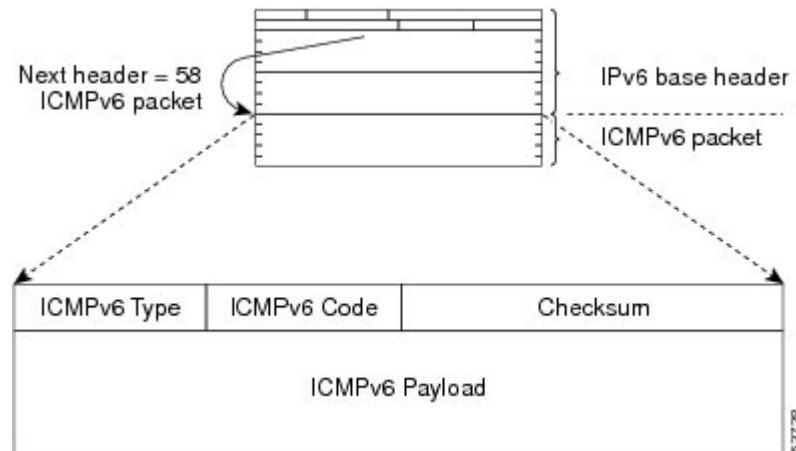 Next header = 58
ICMPv6 packet
IPv6 base header
ICMPv6 packet
ICMPv6 Type
ICMPv6 Code
Checksum
ICMPv6 Payload